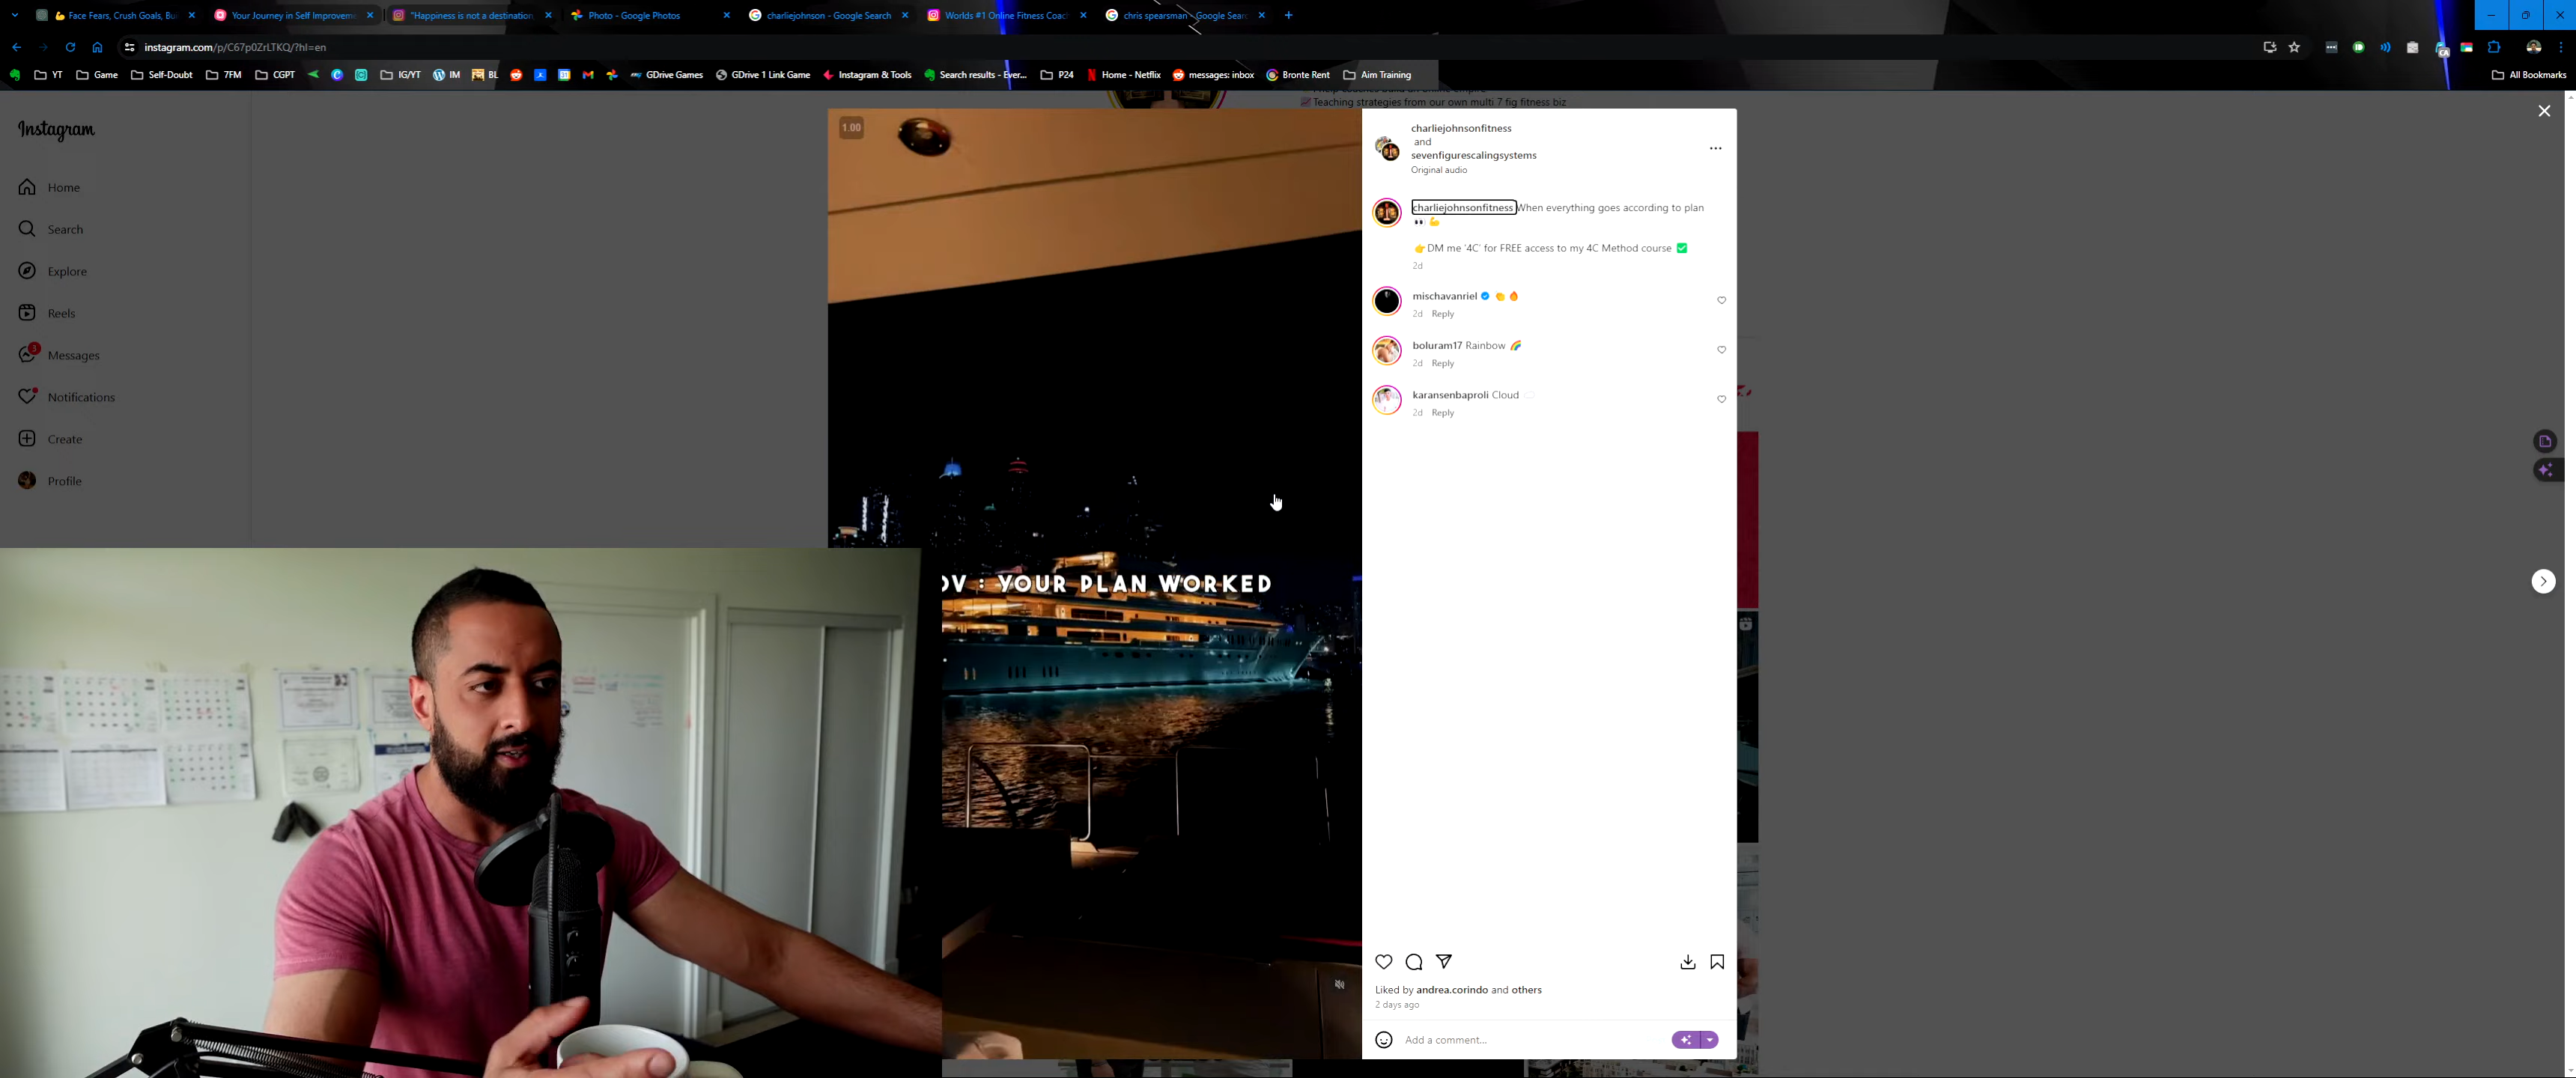 Face Fears, Crush Goals, Bu
Your Journey in Self Improveme
"Happiness is not a destination,
Photo - Google Photos
charliejohnson - Google Search
Worlds #1 Online Fitness Coac
chris spearsman - Google Searc
instagram.com/p/C67p0ZrLTKQ/?hl=en
YT
Game
Self-Doubt
7FM
CGPT
IG/YT
IM
BL
GDrive Games
GDrive 1 Link Game
Instagram & Tools
Search results - Ever...
P24
Home - Netflix
messages: inbox
Bronte Rent
Aim Training
All Bookmarks
Teaching strategies from our own multi 7 fig fitness biz
Instagram
Home
Search
Explore
Reels
3
Messages
Notifications
Create
Profile
1.00
OV : YOUR PLAN WORKED
charliejohnsonfitness
and
sevenfigurescalingsystems
Original audio
charliejohnsonfitness When everything goes according to plan
👀 💪
👉 DM me '4C' for FREE access to my 4C Method course ✅
2d
mischavanriel 👏 🔥
2d Reply
boluram17 Rainbow 🌈
2d Reply
karansenbaproli Cloud
2d Reply
Liked by andrea.corindo and others
2 days ago
Add a comment...